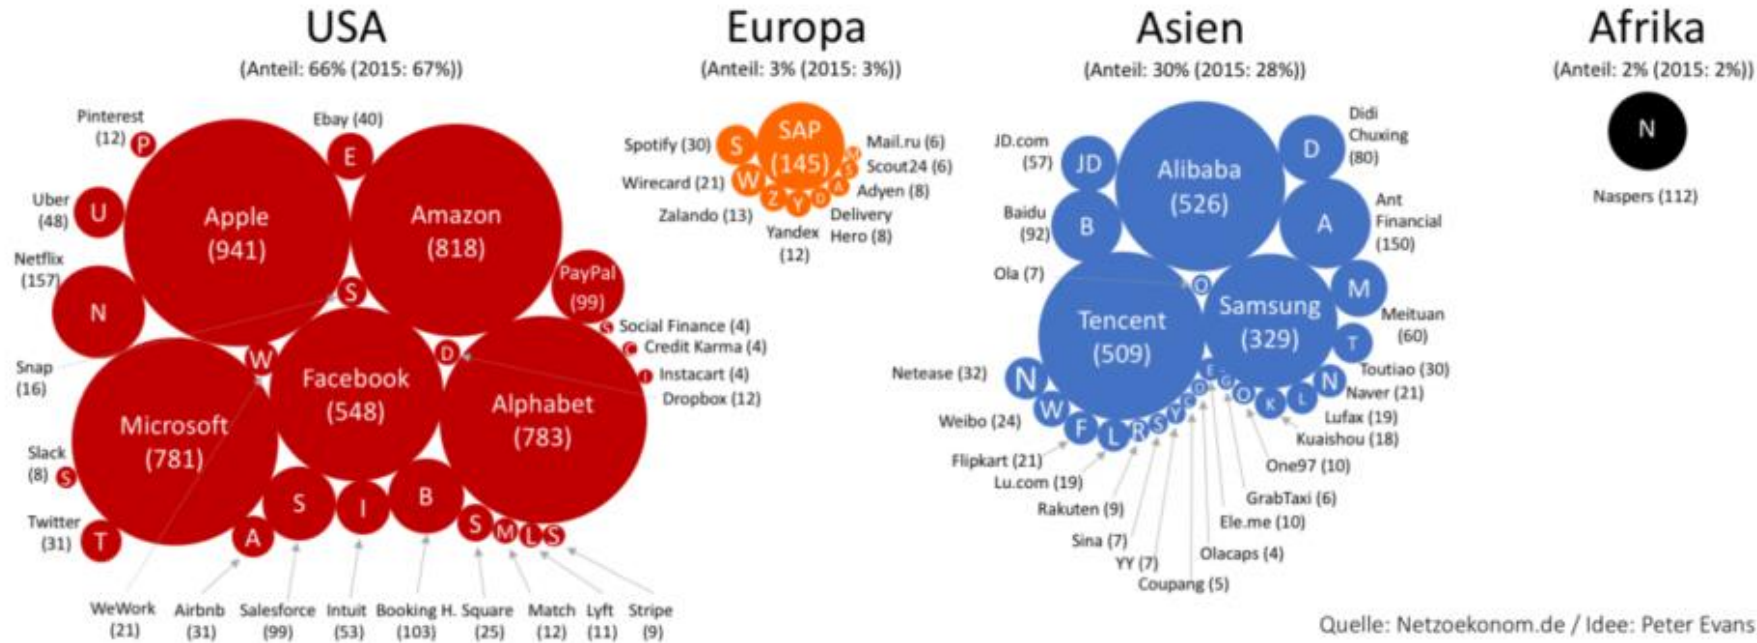 USA
(Anteil: 66% (2015: 67%))
Pinterest
(12)
P
Ebay (40)
E
Uber
(48)
U
Apple
(941)
Amazon
(818)
Netflix
(157)
N
PayPal
(99)
S
Snap
(16)
W
D
S
Social Finance (4)
C
Credit Karma (4)
I
Instacart (4)
Dropbox (12)
Facebook
(548)
Microsoft
(781)
Alphabet
(783)
Slack
(8)
S
Twitter
(31)
T
A
S
I
B
S
M
L
S
WeWork
(21)
Airbnb
(31)
Salesforce
(99)
Intuit
(53)
Booking H.
(103)
Square
(25)
Match
(12)
Lyft
(11)
Stripe
(9)
Europa
(Anteil: 3% (2015: 3%))
SAP
(145)
Spotify (30)
S
Wirecard (21)
W
Zalando (13)
Z
Yandex
(12)
Y
Delivery
Hero (8)
D
Adyen (8)
A
Scout24 (6)
S
Mail.ru (6)
M
Asien
(Anteil: 30% (2015: 28%))
JD.com
(57)
JD
Alibaba
(526)
Didi
Chuxing
(80)
D
Baidu
(92)
B
Ant
Financial
(150)
A
Ola (7)
O
Tencent
(509)
Samsung
(329)
M
Meituan
(60)
T
Toutiao (30)
N
Naver (21)
L
Lufax (19)
K
Kuaishou (18)
O
One97 (10)
G
GrabTaxi (6)
E
Ele.me (10)
O
Olacaps (4)
C
Coupang (5)
Y
YY (7)
S
Sina (7)
R
Rakuten (9)
L
Lu.com (19)
F
Flipkart (21)
W
Weibo (24)
N
Netease (32)
Afrika
(Anteil: 2% (2015: 2%))
N
Naspers (112)
Quelle: Netzoekonom.de / Idee: Peter Evans